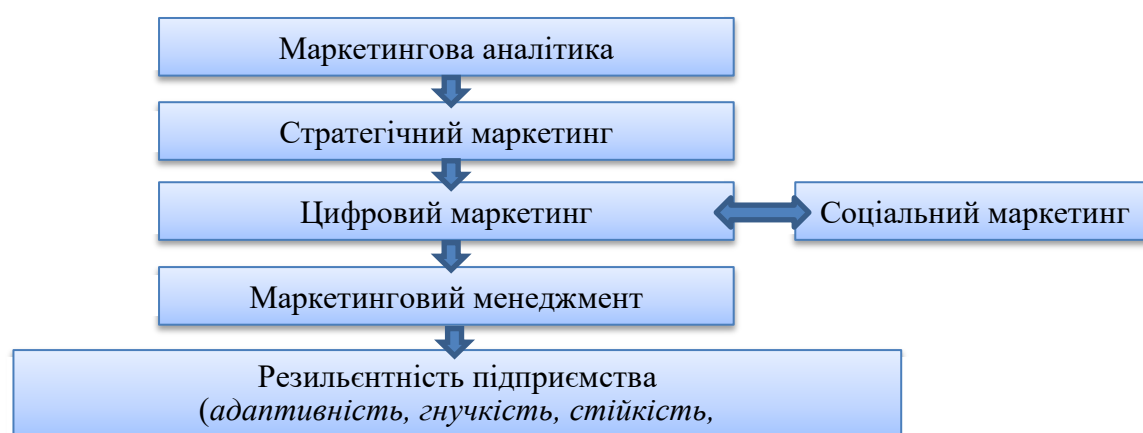 Маркетингова аналітика
Стратегічний маркетинг
Цифровий маркетинг
Соціальний маркетинг
Маркетинговий менеджмент
Резильєнтність підприємства
(адаптивність, гнучкість, стійкість,